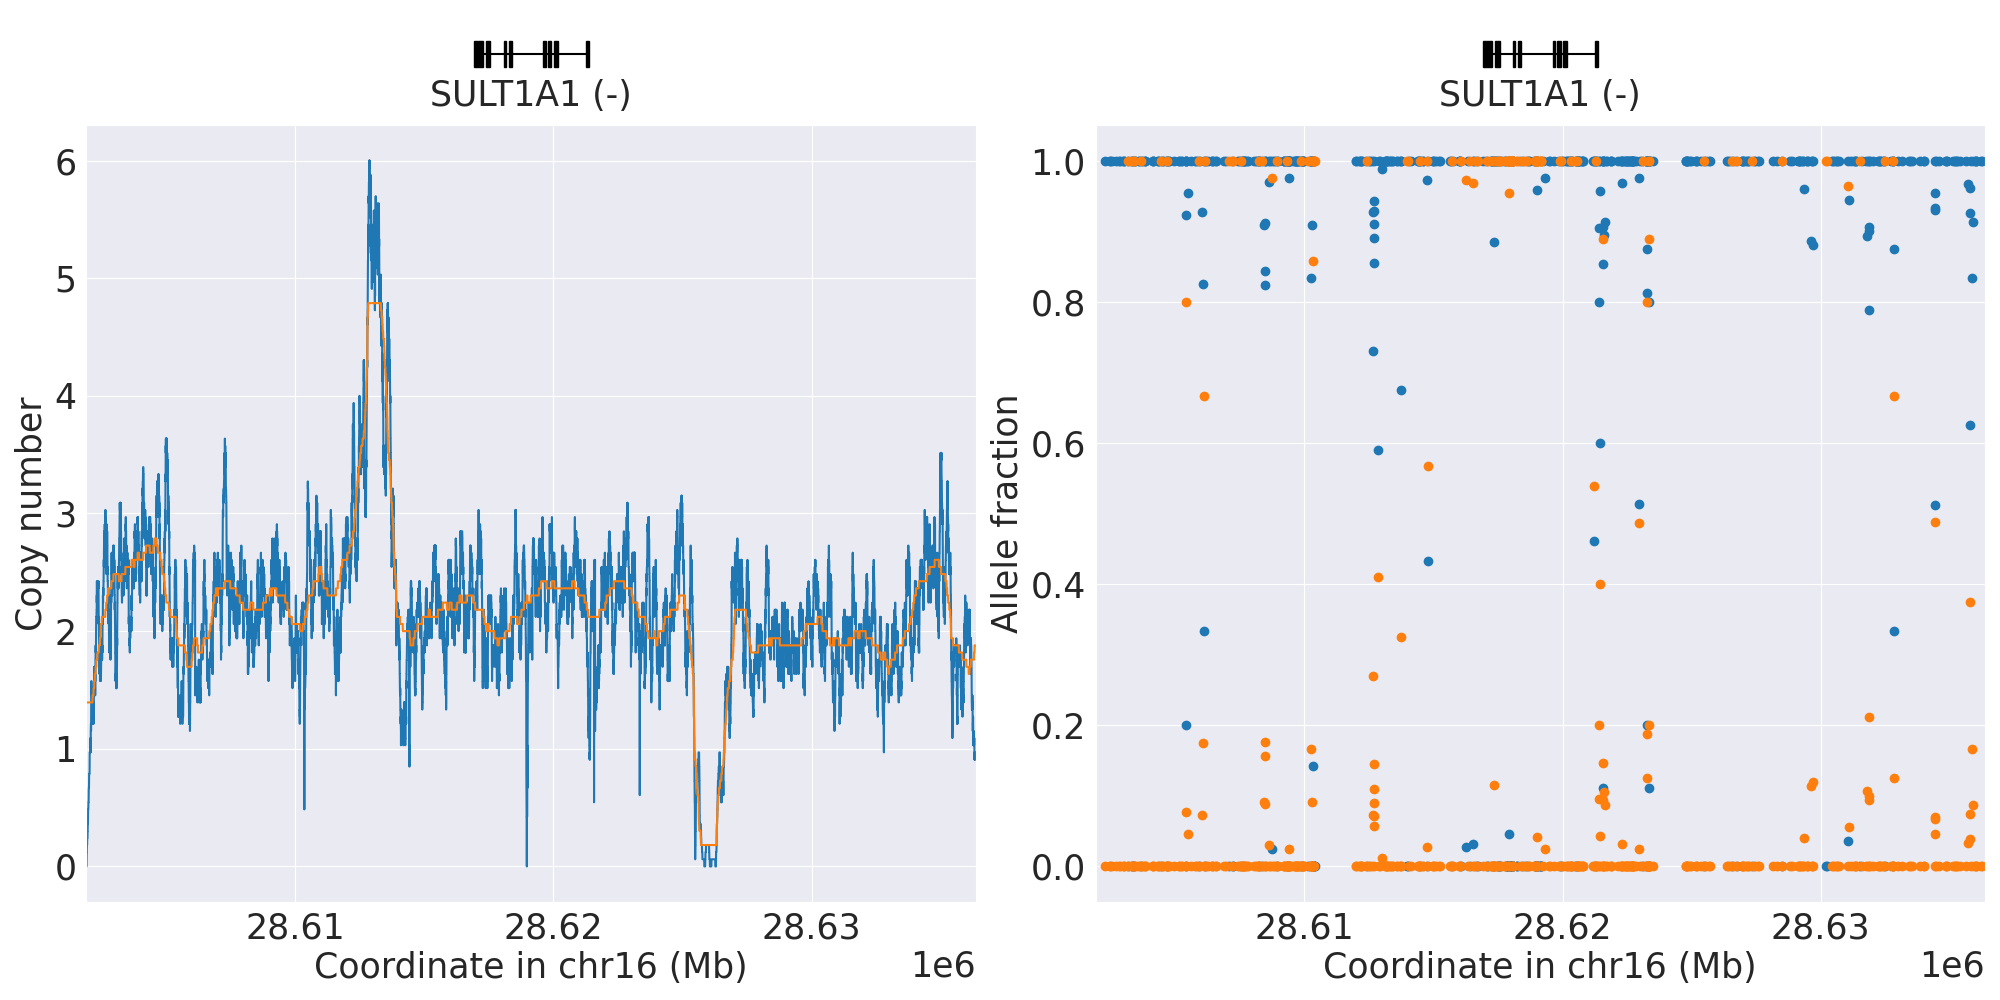 SULT1A1 (-)
Copy number
6
5
4
3
2
1
0
28.61
28.62
28.63
Coordinate in chr16 (Mb)
1e6
SULT1A1 (-)
Allele fraction
1.0
0.8
0.6
0.4
0.2
0.0
28.61
28.62
28.63
Coordinate in chr16 (Mb)
1e6